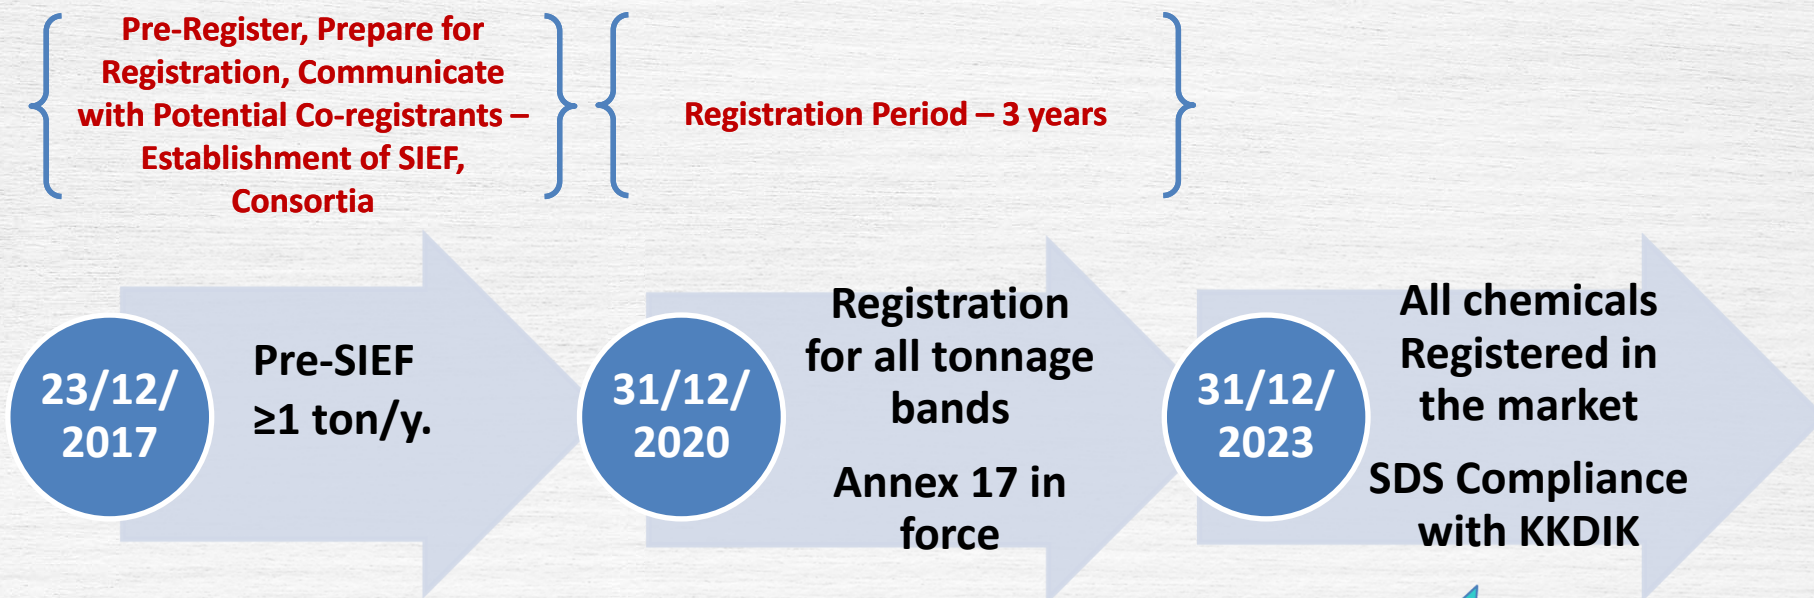 Pre-Register, Prepare for
Registration, Communicate
with Potential Co-registrants –
Establishment of SIEF,
Consortia
Registration Period – 3 years
23/12/
2017
Pre-SIEF
≥1 ton/y.
31/12/
2020
Registration
for all tonnage
bands
Annex 17 in
force
31/12/
2023
All chemicals
Registered in
the market
SDS Compliance
with KKDIK